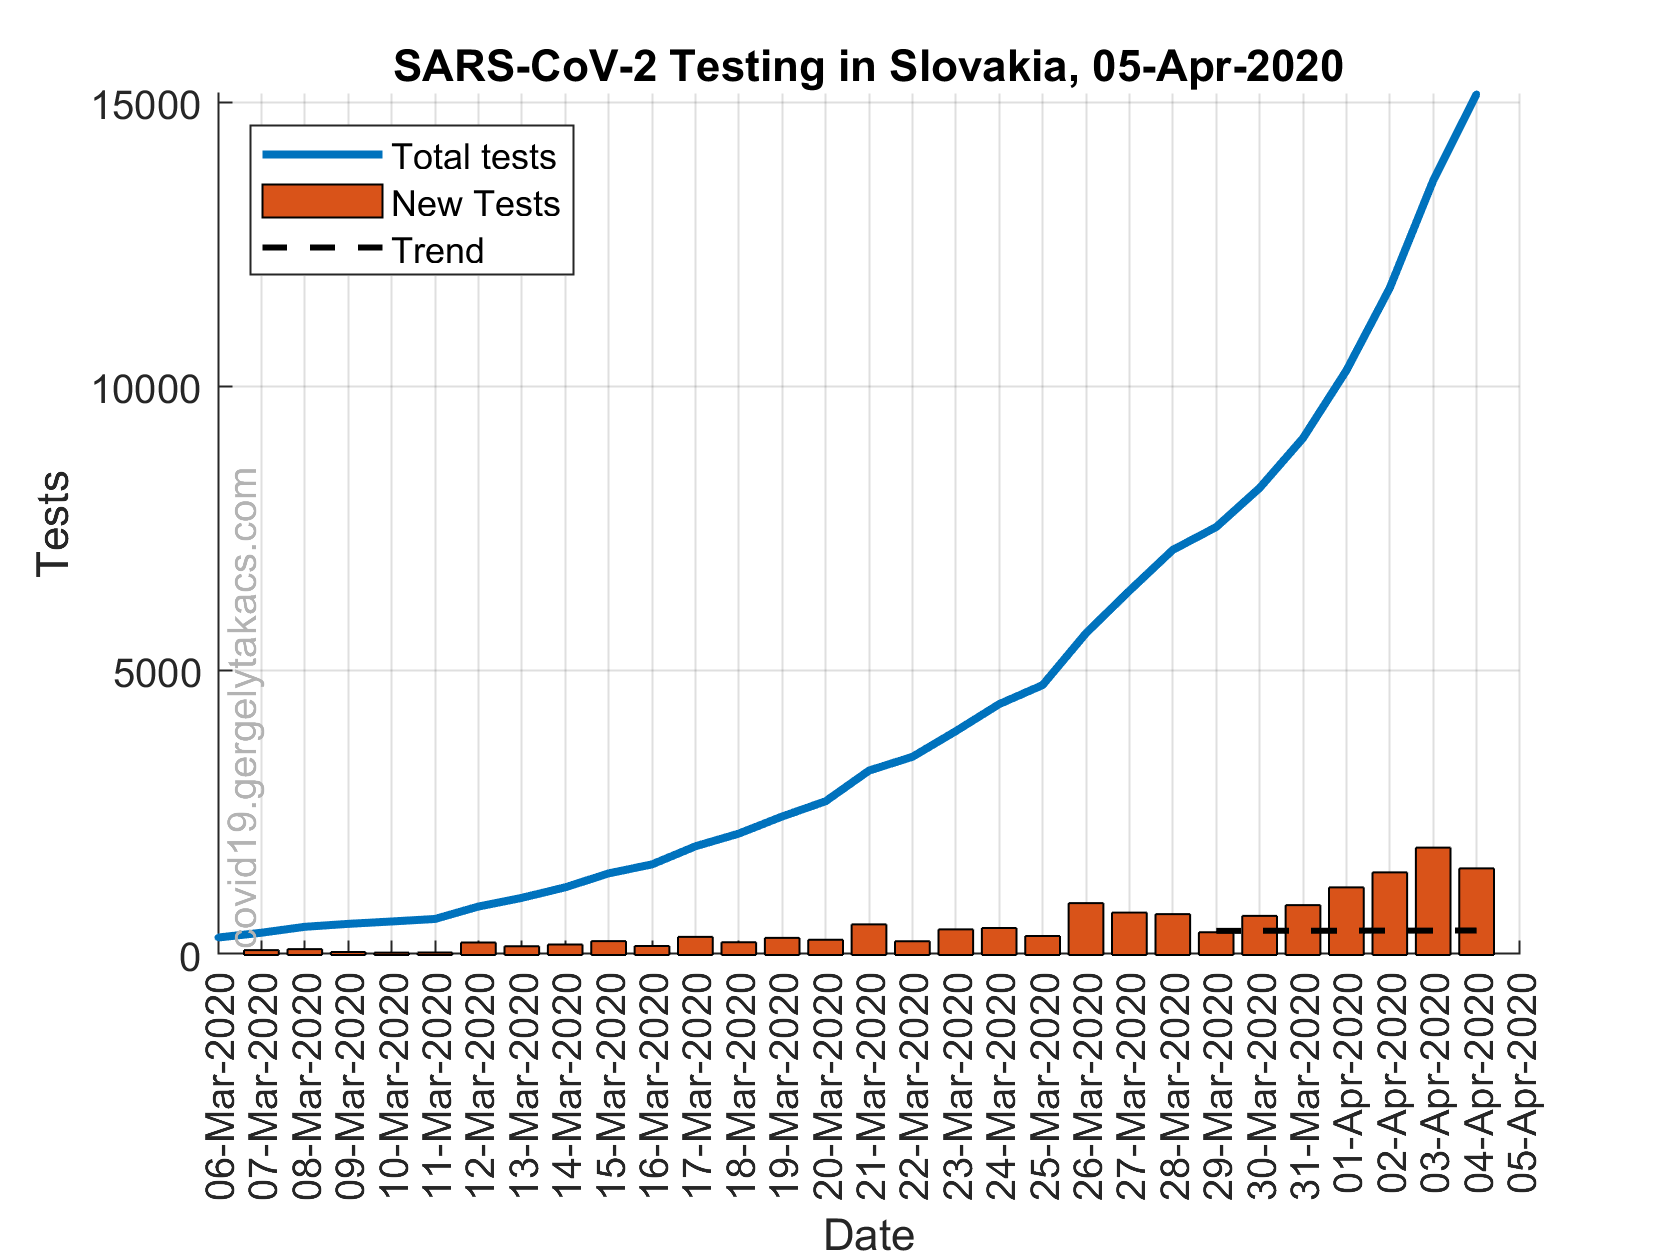 SARS-CoV-2 Testing in Slovakia, 05-Apr-2020
15000
10000
5000
0
Tests
Total tests
New Tests
Trend
covid19.gergelytakacs.com
06-Mar-2020
07-Mar-2020
08-Mar-2020
09-Mar-2020
10-Mar-2020
11-Mar-2020
12-Mar-2020
13-Mar-2020
14-Mar-2020
15-Mar-2020
16-Mar-2020
17-Mar-2020
18-Mar-2020
19-Mar-2020
20-Mar-2020
21-Mar-2020
22-Mar-2020
23-Mar-2020
24-Mar-2020
25-Mar-2020
26-Mar-2020
27-Mar-2020
28-Mar-2020
29-Mar-2020
30-Mar-2020
31-Mar-2020
01-Apr-2020
02-Apr-2020
03-Apr-2020
04-Apr-2020
05-Apr-2020
Date